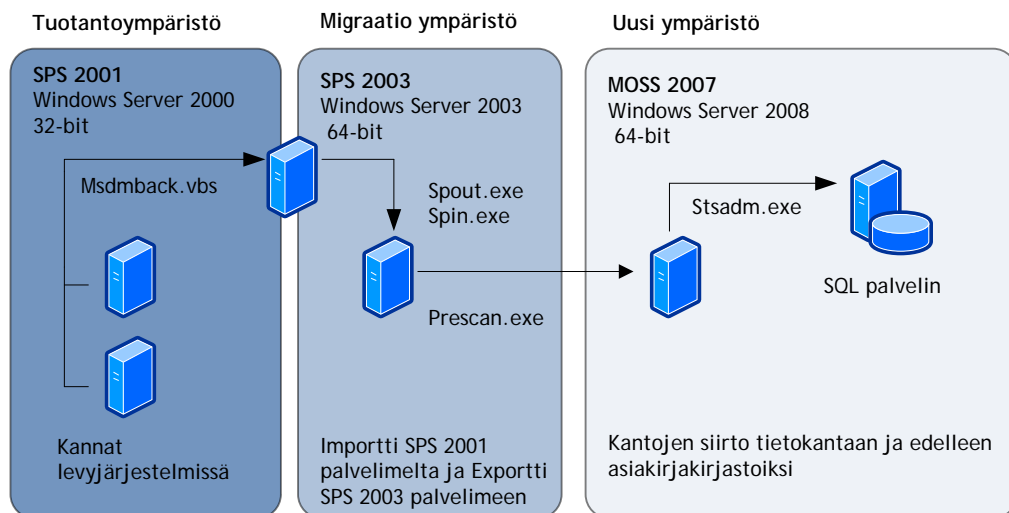 Tuotantoympäristö
SPS 2001
Windows Server 2000
32-bit
Msdmback.vbs
Kannat
levyjärjestelmissä
Migraatio ympäristö
SPS 2003
Windows Server 2003
64-bit
Spout.exe
Spin.exe
Prescan.exe
Importti SPS 2001
palvelimelta ja Exportti
SPS 2003 palvelimeen
Uusi ympäristö
MOSS 2007
Windows Server 2008
64-bit
Stsadm.exe
SQL palvelin
Kantojen siirto tietokantaan ja edelleen
asiakirjakirjastoiksi